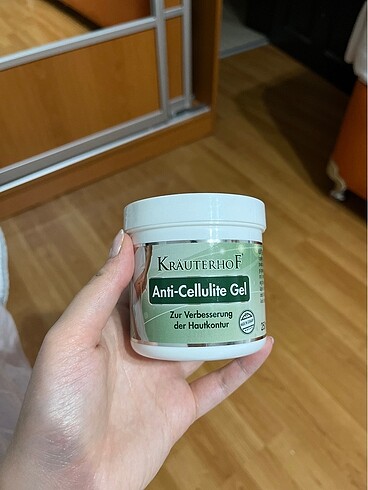 KRÄUTERHOF
Anti-Cellulite Gel
Zur Verbesserung
der Hautkontur